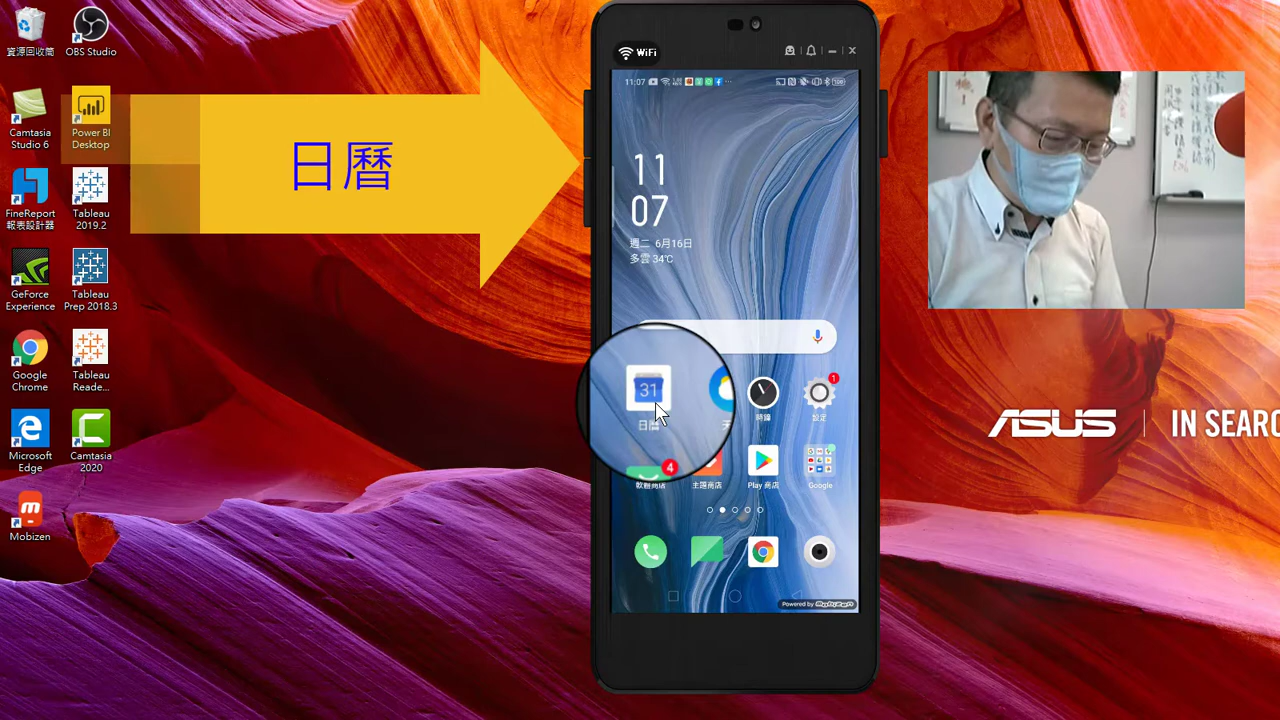 資源回收筒
OBS Studio
Camtasia
Studio 6
Power BI
Desktop
FineReport
報表設計器
Tableau
2019.2
GeForce
Experience
Tableau
Prep 2018.3
Google
Chrome
Tableau
Reade...
Microsoft
Edge
Camtasia
2020
Mobizen
日曆
WiFi
11:07
11
07
週二 6月16日
多雲 34℃
31
日曆
時鐘
1
設定
4
軟體商店
主題商店
Play 商店
Google
Powered by
ASUS
IN SEARC